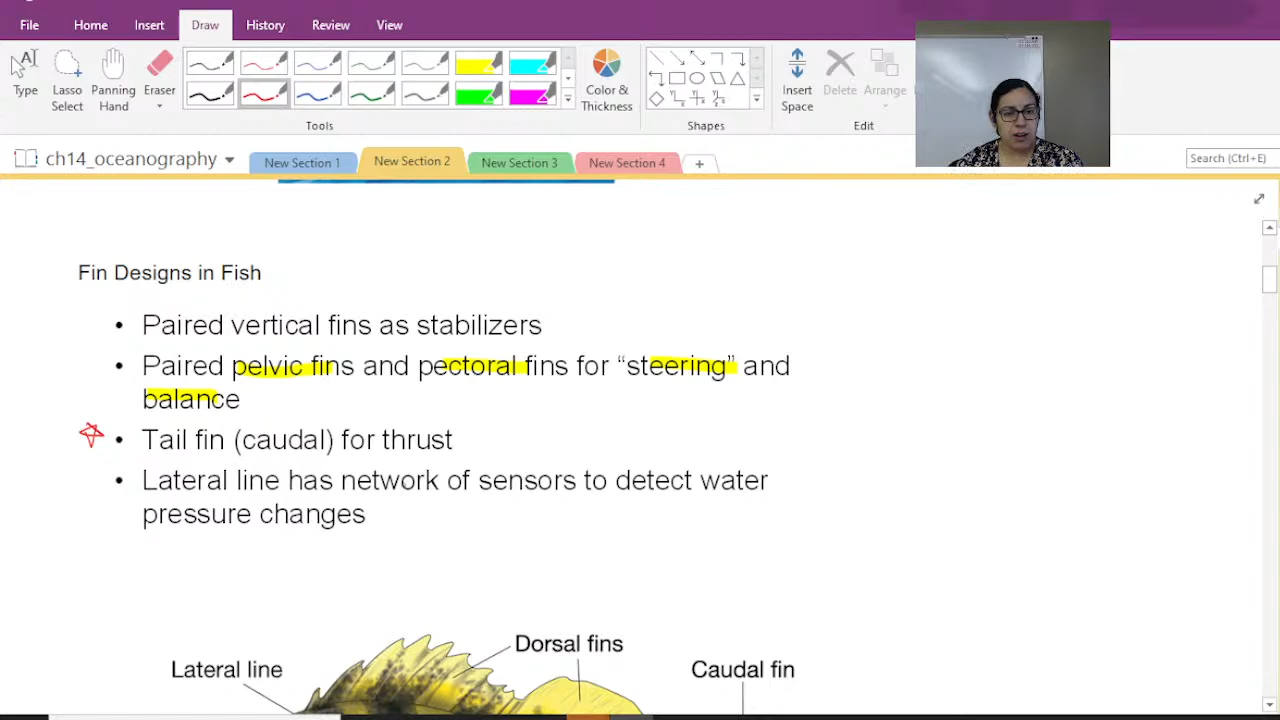 File Home Insert Draw History Review View
Type
Lasso Select
Panning Hand
Eraser
Color & Thickness
Insert Space
Delete
Arrange
Tools
Shapes
Edit
ch14_oceanography
New Section 1
New Section 2
New Section 3
New Section 4
Search (Ctrl+E)
Fin Designs in Fish
• Paired vertical fins as stabilizers
• Paired pelvic fins and pectoral fins for “steering” and
balance
• Tail fin (caudal) for thrust
• Lateral line has network of sensors to detect water
pressure changes
Dorsal fins
Lateral line
Caudal fin